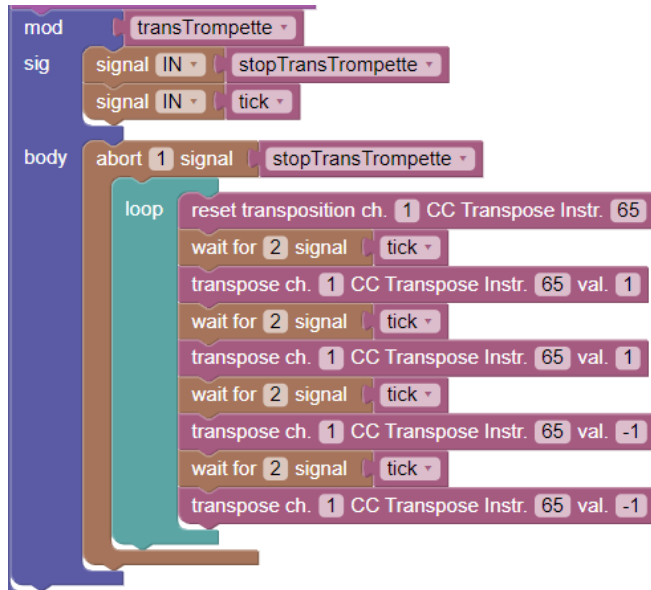 mod transTrompette
sig signal IN stopTransTrompette
signal IN tick
body abort 1 signal stopTransTrompette
loop reset transposition ch. 1 CC Transpose Instr. 65
wait for 2 signal tick
transpose ch. 1 CC Transpose Instr. 65 val. 1
wait for 2 signal tick
transpose ch. 1 CC Transpose Instr. 65 val. 1
wait for 2 signal tick
transpose ch. 1 CC Transpose Instr. 65 val. -1
wait for 2 signal tick
transpose ch. 1 CC Transpose Instr. 65 val. -1